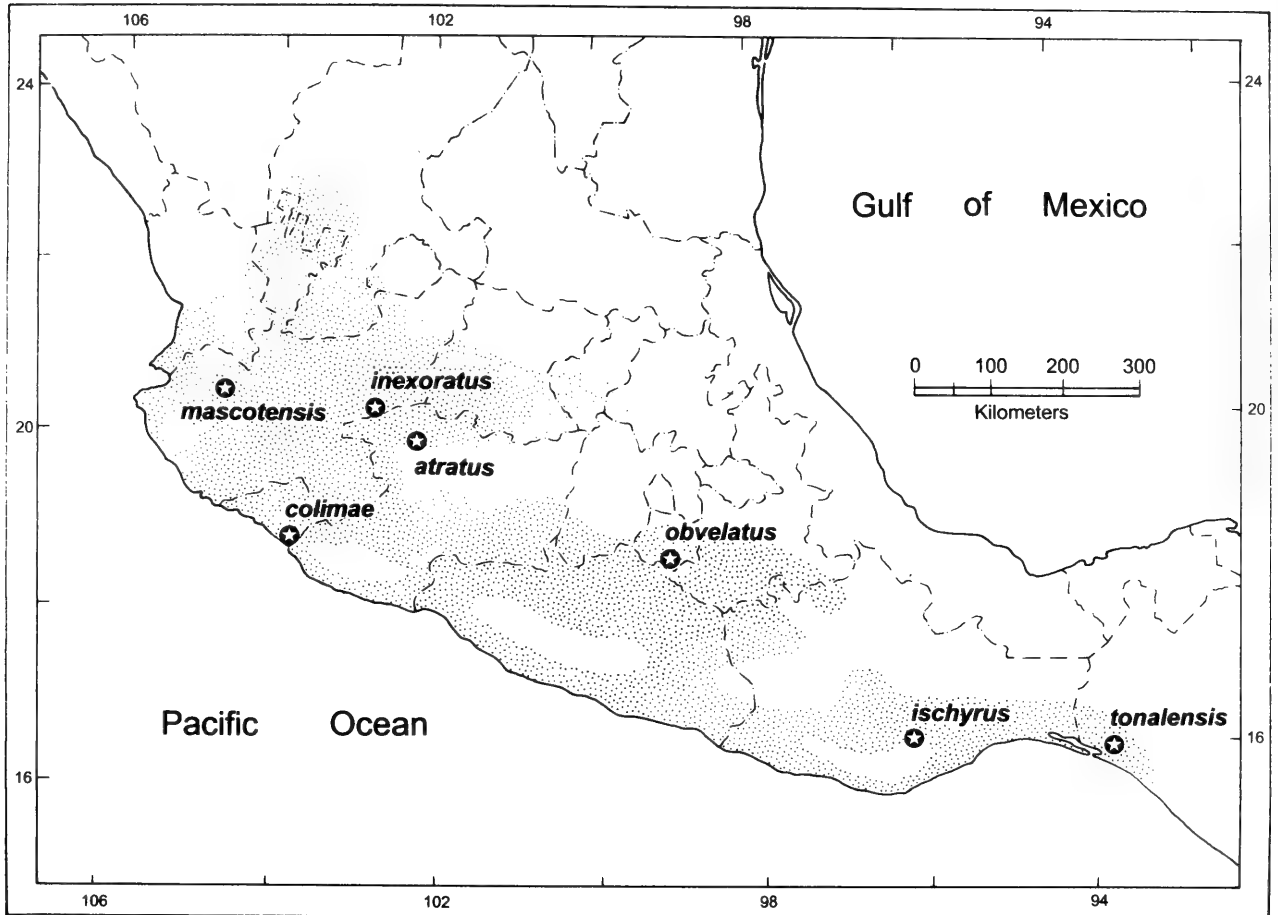 106 102 98 94
24 24
Gulf of Mexico
0 100 200 300
Kilometers
inexoratus
mascotensis
20 20
atratus
colimae
obvelatus
ischyrus
tonalensis
Pacific Ocean
16 16
106 102 98 94